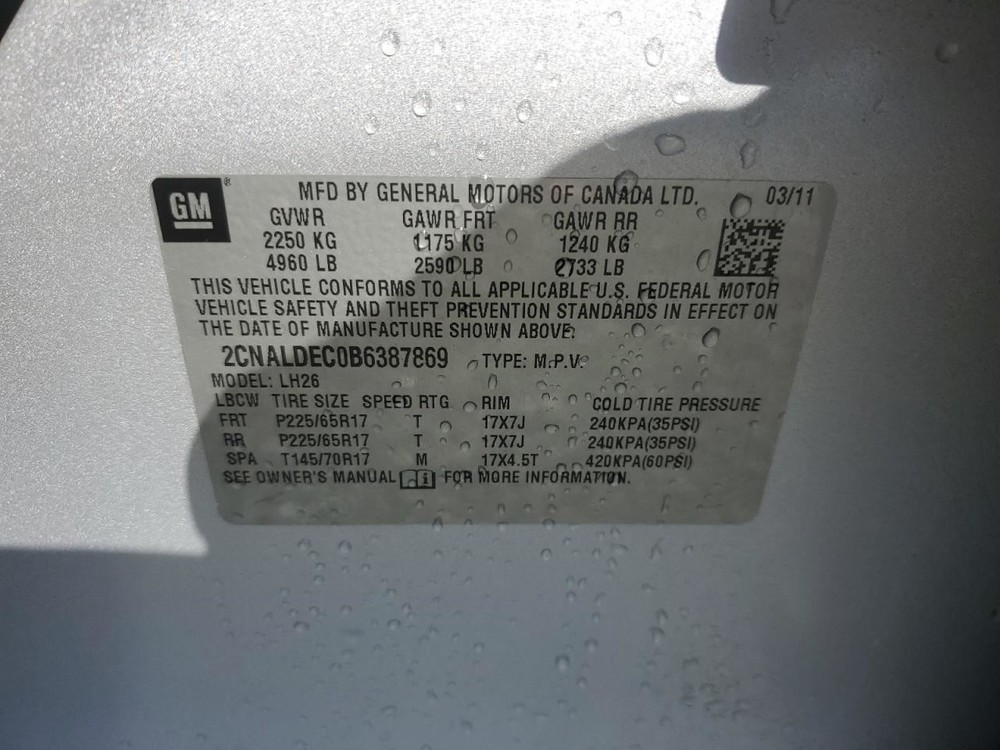 GM® MFD BY GENERAL MOTORS OF CANADA LTD. 03/11
GVWR GAWR FRT GAWR RR
2250 KG 1175 KG 1240 KG
4960 LB 2590 LB 2733 LB
THIS VEHICLE CONFORMS TO ALL APPLICABLE U.S. FEDERAL MOTOR
VEHICLE SAFETY AND THEFT PREVENTION STANDARDS IN EFFECT ON
THE DATE OF MANUFACTURE SHOWN ABOVE.
2CNALDEC0B6387869 TYPE: M.P.V.
MODEL: LH26
LBCW TIRE SIZE SPEED RTG RIM COLD TIRE PRESSURE
FRT P225/65R17 T 17X7J 240KPA(35PSI)
RR P225/65R17 T 17X7J 240KPA(35PSI)
SPA T145/70R17 M 17X4.5T 420KPA(60PSI)
SEE OWNER'S MANUAL i FOR MORE INFORMATION.